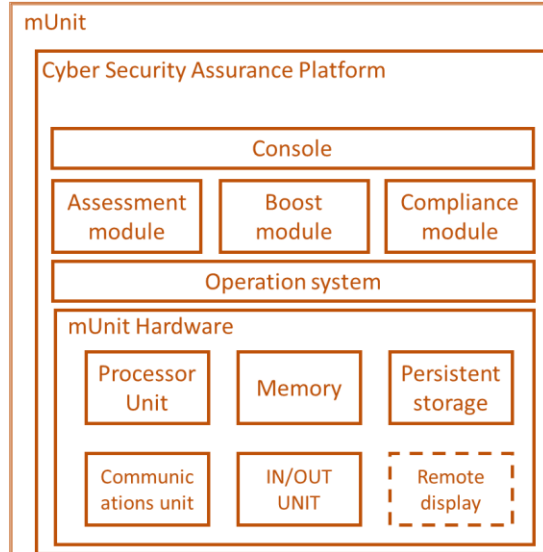 mUnit
Cyber Security Assurance Platform
Console
Assessment
module
Boost
module
Compliance
module
Operation system
mUnit Hardware
Processor
Unit
Memory
Persistent
storage
Communic
ations unit
IN/OUT
UNIT
Remote
display